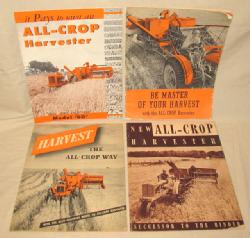 it Pays to own an
ALL-CROP
Harvester
Model "60"
BE MASTER
OF YOUR HARVEST
with the ALL-CROP Harvester
HARVEST
THE
ALL-CROP WAY
NEW ALL-CROP
HARVESTER
SUCCESSOR TO THE BINDER